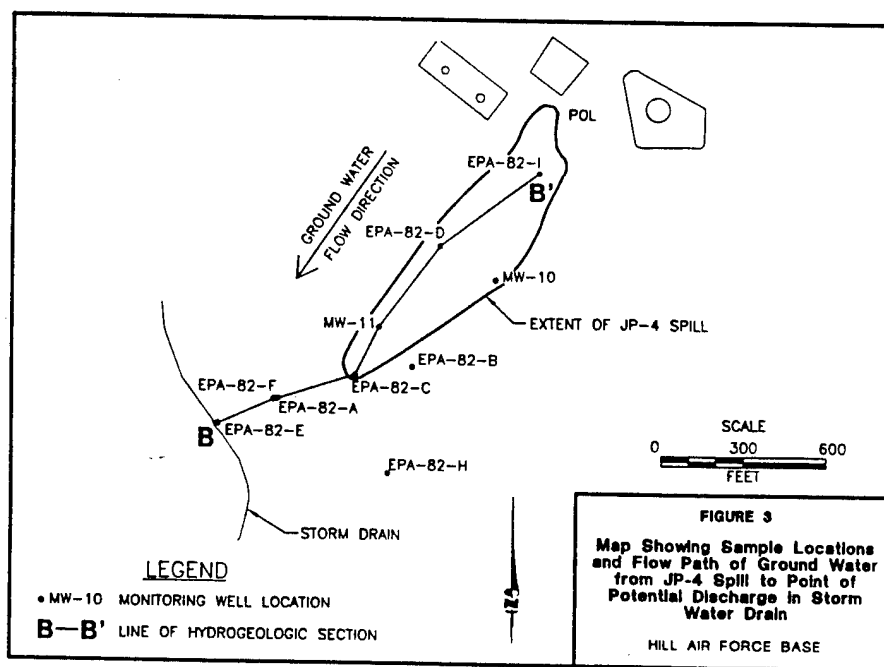 POL
EPA-82-I
B'
GROUND WATER
FLOW DIRECTION
EPA-82-D
MW-10
MW-11
EXTENT OF JP-4 SPILL
EPA-82-B
EPA-82-C
EPA-82-F
EPA-82-A
B
EPA-82-E
EPA-82-H
STORM DRAIN
SCALE
0 300 600
FEET
N
LEGEND
• MW-10 MONITORING WELL LOCATION
B—B' LINE OF HYDROGEOLOGIC SECTION
FIGURE 3
Map Showing Sample Locations
and Flow Path of Ground Water
from JP-4 Spill to Point of
Potential Discharge in Storm
Water Drain
HILL AIR FORCE BASE